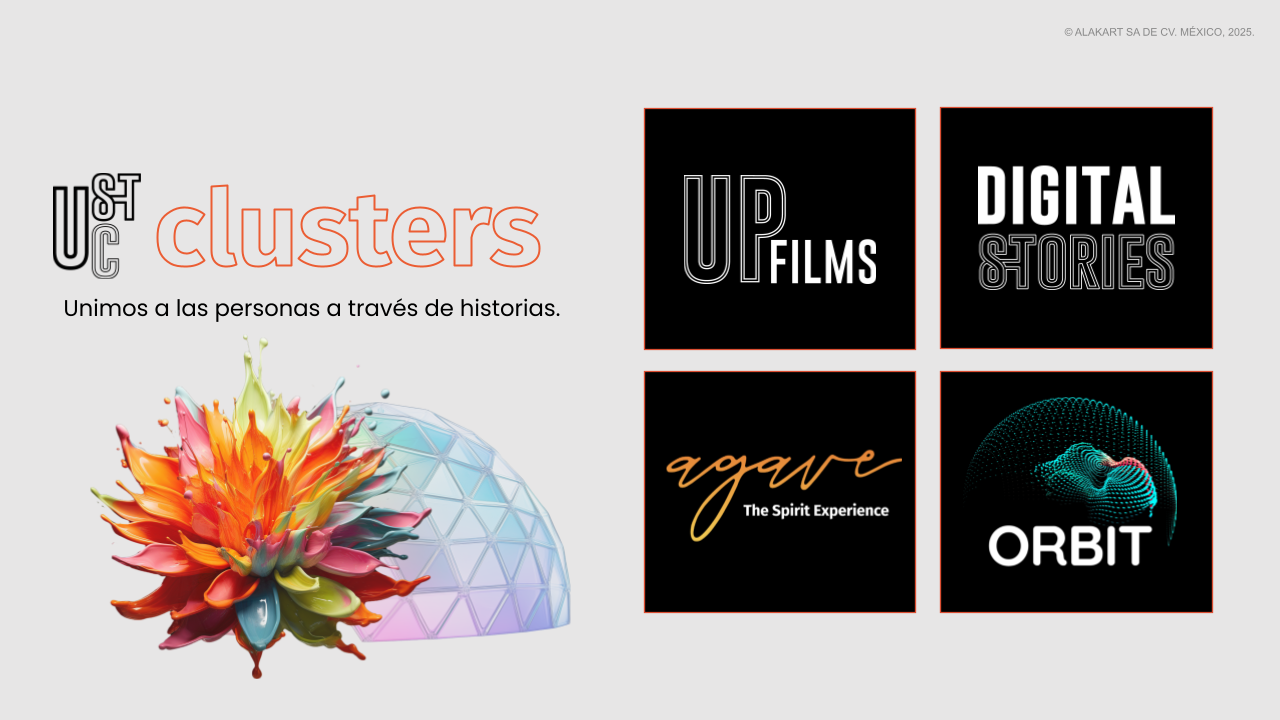 © ALAKART SA DE CV. MÉXICO, 2025.
U&T
C
clusters
Unimos a las personas a través de historias.
UP
FILMS
DIGITAL
STORIES
agave
The Spirit Experience
ORBIT